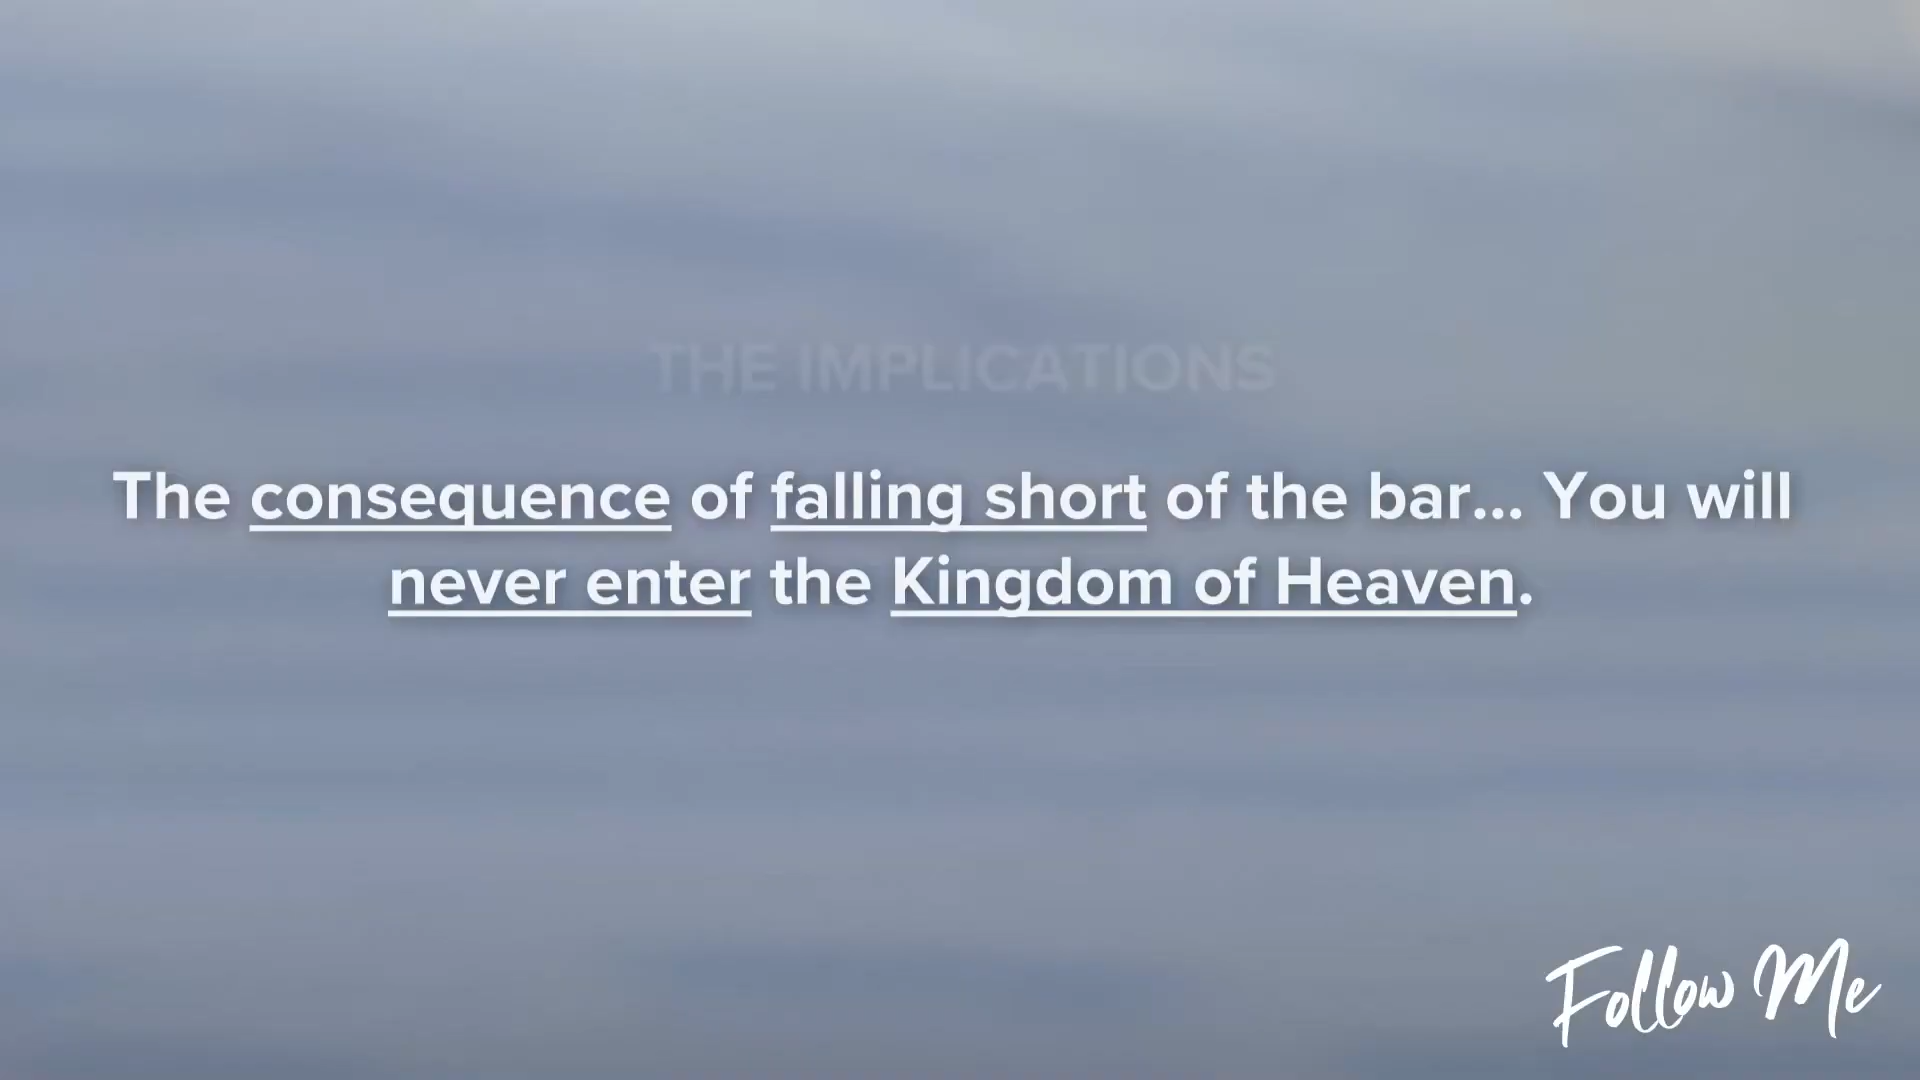 THE IMPLICATIONS
The consequence of falling short of the bar... You will
never enter the Kingdom of Heaven.
Follow Me